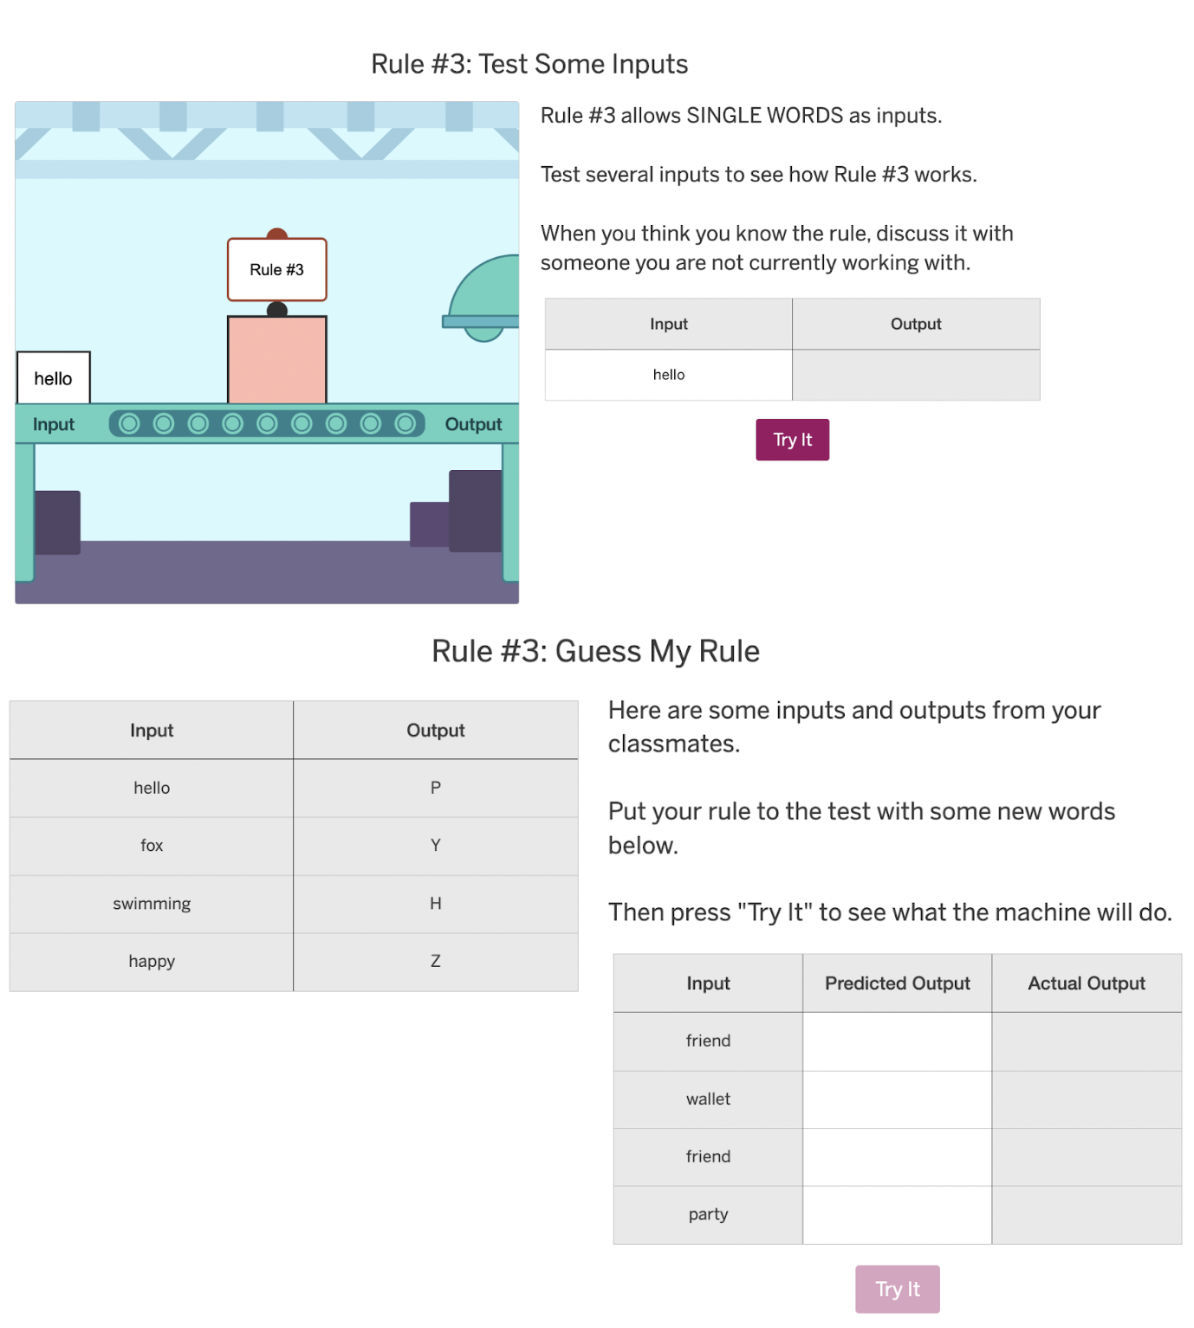 Rule #3: Test Some Inputs
Rule #3
hello
Input
Output
Rule #3 allows SINGLE WORDS as inputs.
Test several inputs to see how Rule #3 works.
When you think you know the rule, discuss it with
someone you are not currently working with.
Input Output
hello
Try It
Rule #3: Guess My Rule
Input Output
hello P
fox Y
swimming H
happy Z
Here are some inputs and outputs from your
classmates.
Put your rule to the test with some new words
below.
Then press "Try It" to see what the machine will do.
Input Predicted Output Actual Output
friend
wallet
friend
party
Try It